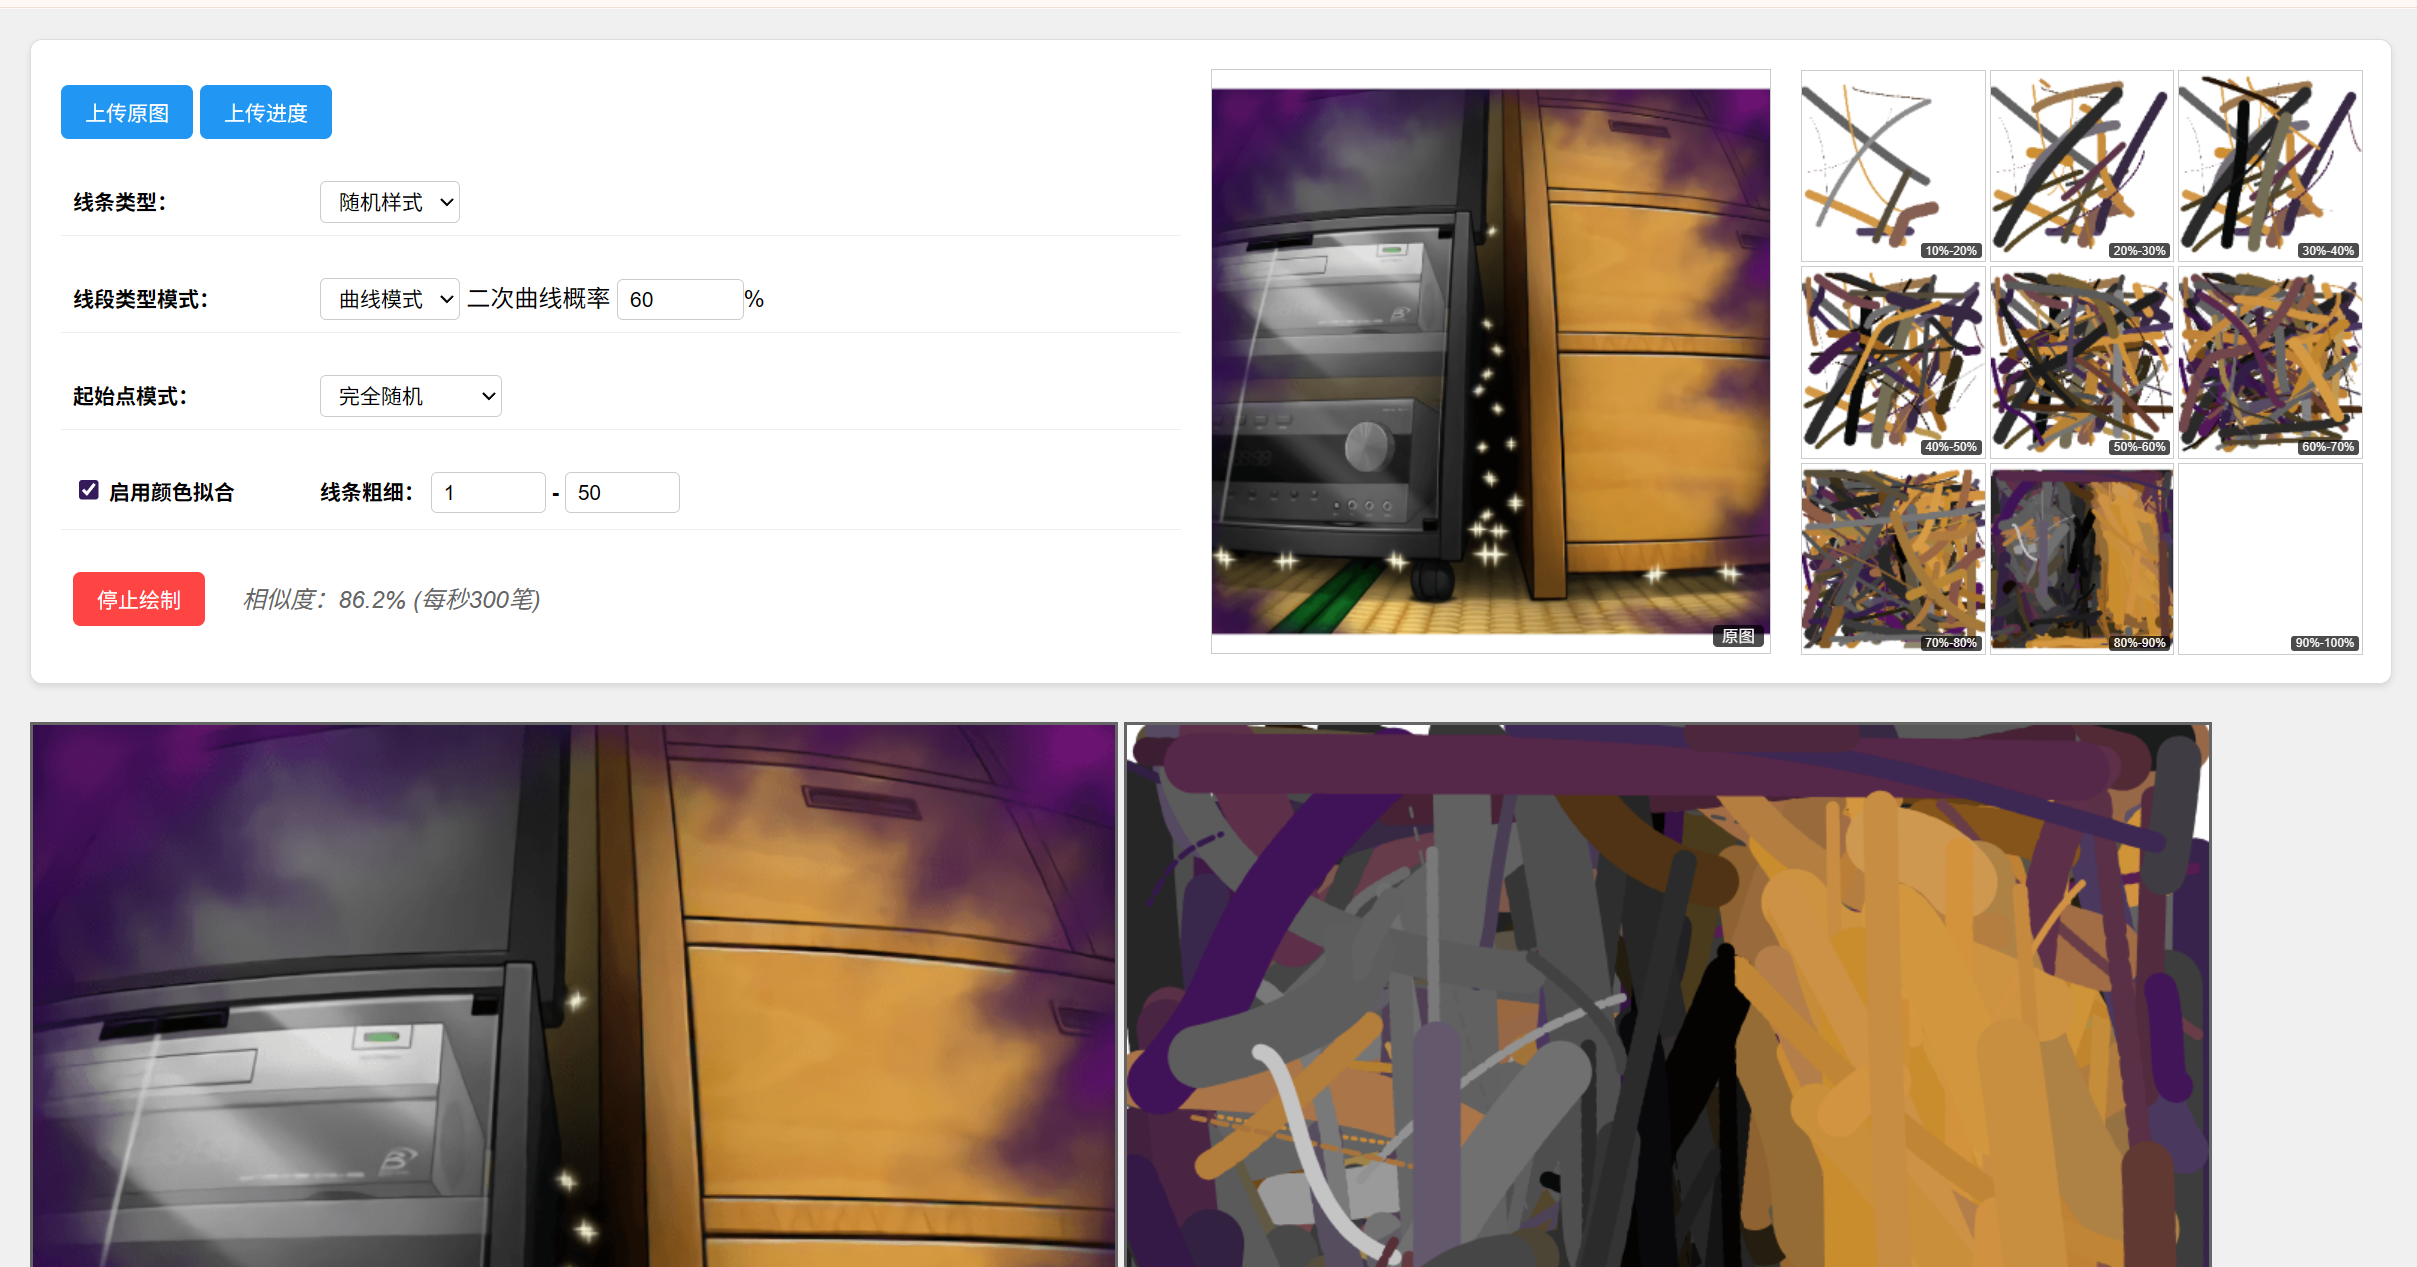 上传原图 上传进度
线条类型： 随机样式
线段类型模式： 曲线模式 二次曲线概率 60 %
起始点模式： 完全随机
启用颜色拟合 线条粗细： 1 - 50
停止绘制 相似度：86.2% (每秒300笔)
原图
10%-20% 20%-30% 30%-40%
40%-50% 50%-60% 60%-70%
70%-80% 80%-90% 90%-100%